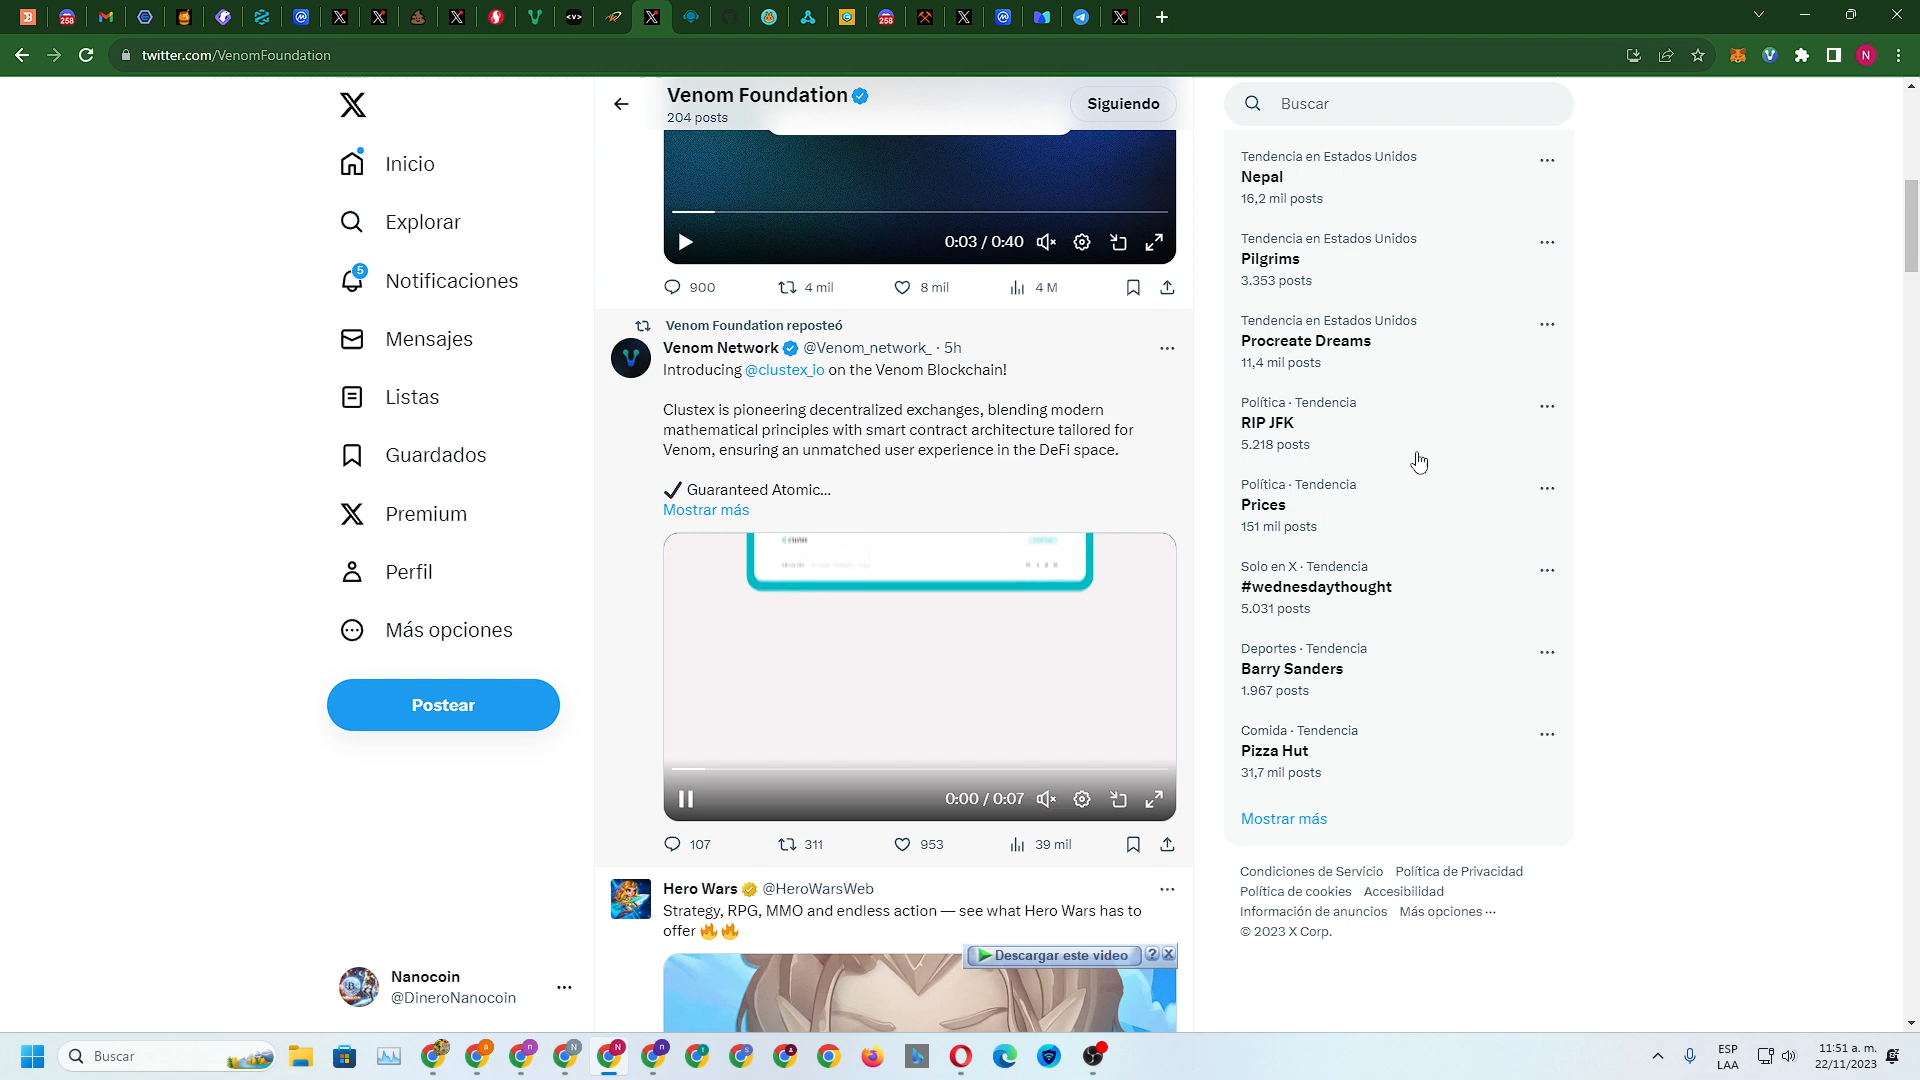 twitter.com/VenomFoundation
N
Venom Foundation
204 posts
Siguiendo
Buscar
Inicio
Explorar
5
Notificaciones
Mensajes
Listas
Guardados
Premium
Perfil
Más opciones
Postear
Nanocoin
@DineroNanocoin
0:03 / 0:40
900
4 mil
8 mil
4 M
Venom Foundation reposteó
Venom Network @Venom_network_ · 5h
Introducing @clustex_io on the Venom Blockchain!
Clustex is pioneering decentralized exchanges, blending modern
mathematical principles with smart contract architecture tailored for
Venom, ensuring an unmatched user experience in the DeFi space.
✔ Guaranteed Atomic...
Mostrar más
0:00 / 0:07
107
311
953
39 mil
Hero Wars @HeroWarsWeb
Strategy, RPG, MMO and endless action — see what Hero Wars has to
offer 🔥🔥
Descargar este video
Tendencia en Estados Unidos
Nepal
16,2 mil posts
Tendencia en Estados Unidos
Pilgrims
3.353 posts
Tendencia en Estados Unidos
Procreate Dreams
11,4 mil posts
Política · Tendencia
RIP JFK
5.218 posts
Política · Tendencia
Prices
151 mil posts
Solo en X · Tendencia
#wednesdaythought
5.031 posts
Deportes · Tendencia
Barry Sanders
1.967 posts
Comida · Tendencia
Pizza Hut
31,7 mil posts
Mostrar más
Condiciones de Servicio Política de Privacidad
Política de cookies Accesibilidad
Información de anuncios Más opciones ···
© 2023 X Corp.
Buscar
ESP
LAA
11:51 a. m.
22/11/2023